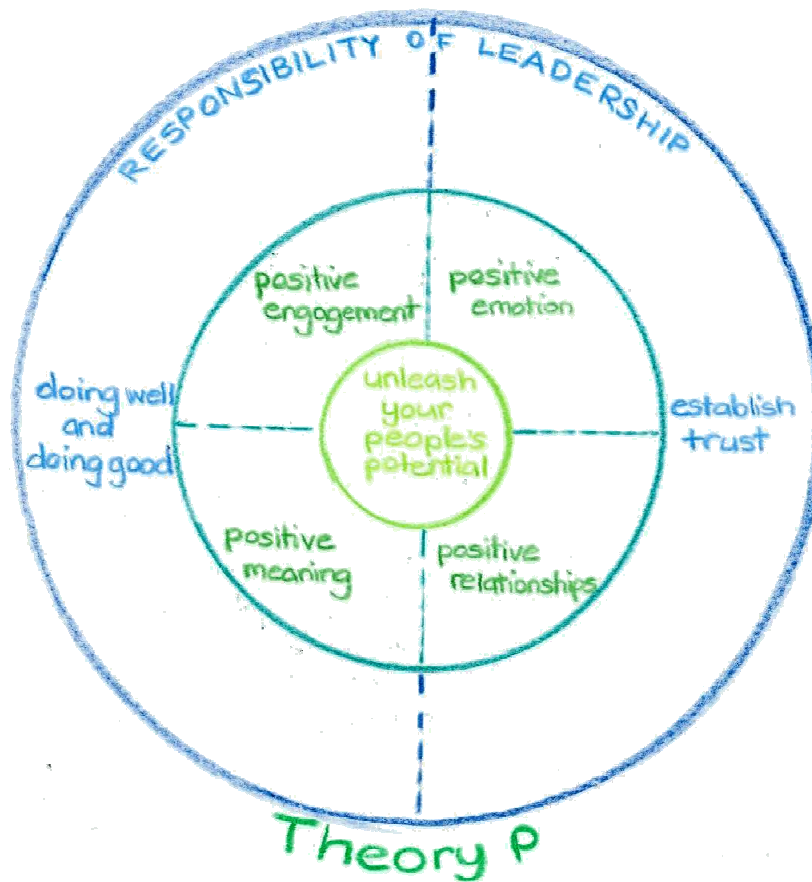 RESPONSIBILITY OF LEADERSHIP
positive
engagement
positive
emotion
doing well
and
doing good
unleash
your
people's
potential
establish
trust
positive
meaning
positive
relationships
Theory P